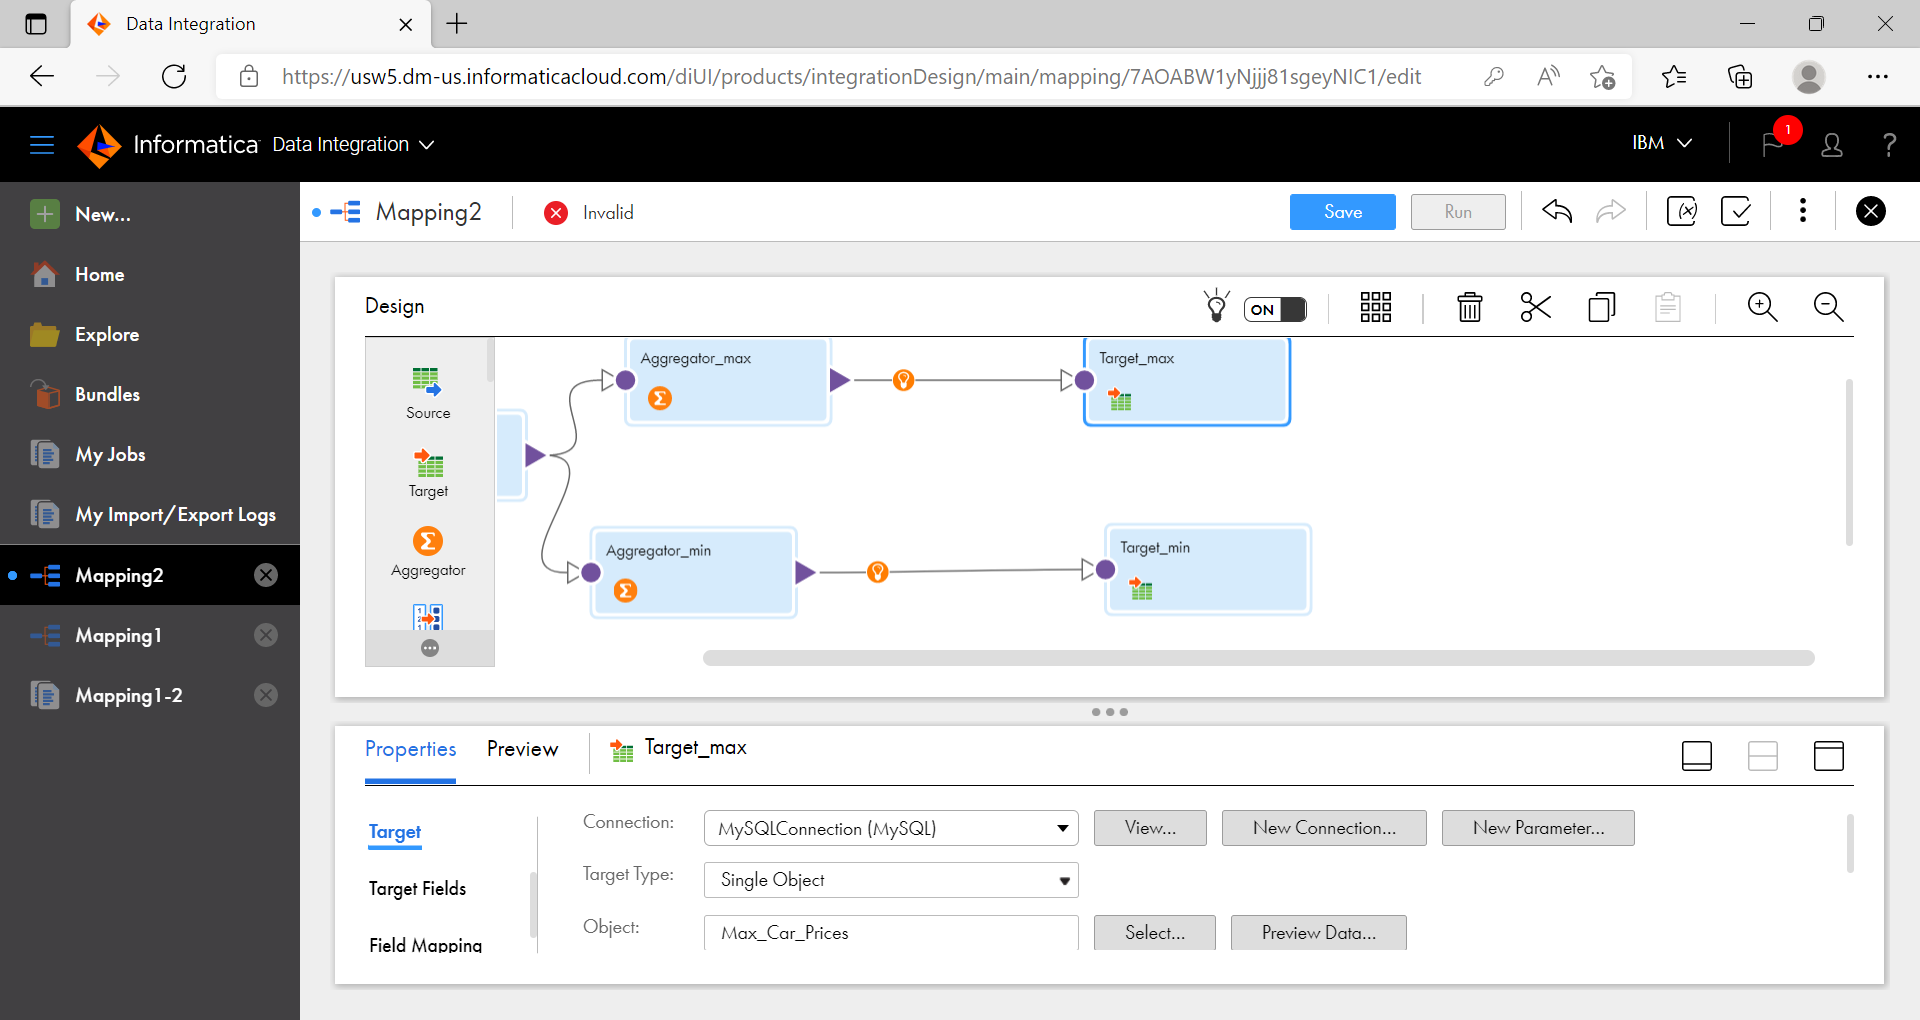 Data Integration
https://usw5.dm-us.informaticacloud.com/diUI/products/integrationDesign/main/mapping/7AOABW1yNjjj81sgeyNIC1/edit
Informatica Data Integration
IBM
1
?
New...
Home
Explore
Bundles
My Jobs
My Import/Export Logs
Mapping2
Mapping1
Mapping1-2
Mapping2
Invalid
Save
Run
Design
ON
Source
Target
Aggregator
Aggregator_max
Target_max
Aggregator_min
Target_min
Properties
Preview
Target_max
Target
Target Fields
Field Mapping
Connection:
MySQLConnection (MySQL)
View...
New Connection...
New Parameter...
Target Type:
Single Object
Object:
Max_Car_Prices
Select...
Preview Data...